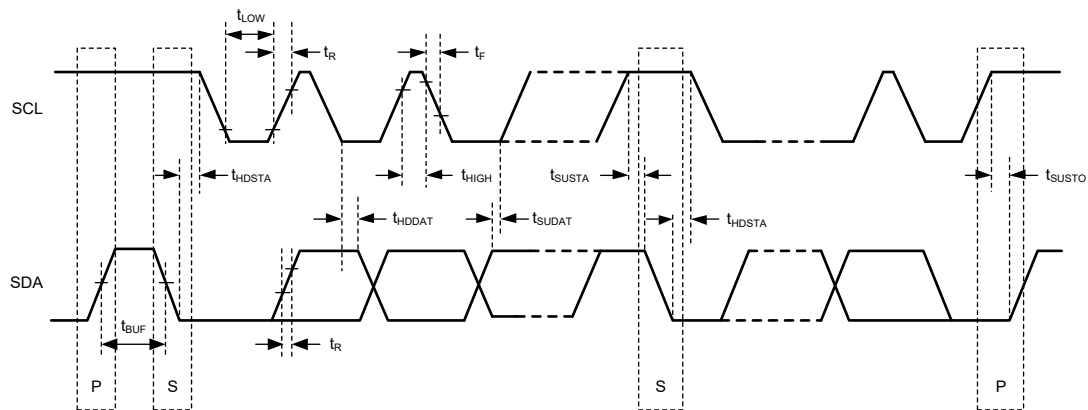 tLOW
tR
tF
SCL
tHDSTA
tHIGH
tSUSTA
tSUSTO
tHDDAT
tSUDAT
tHDSTA
SDA
tBUF
tR
P
S
S
P